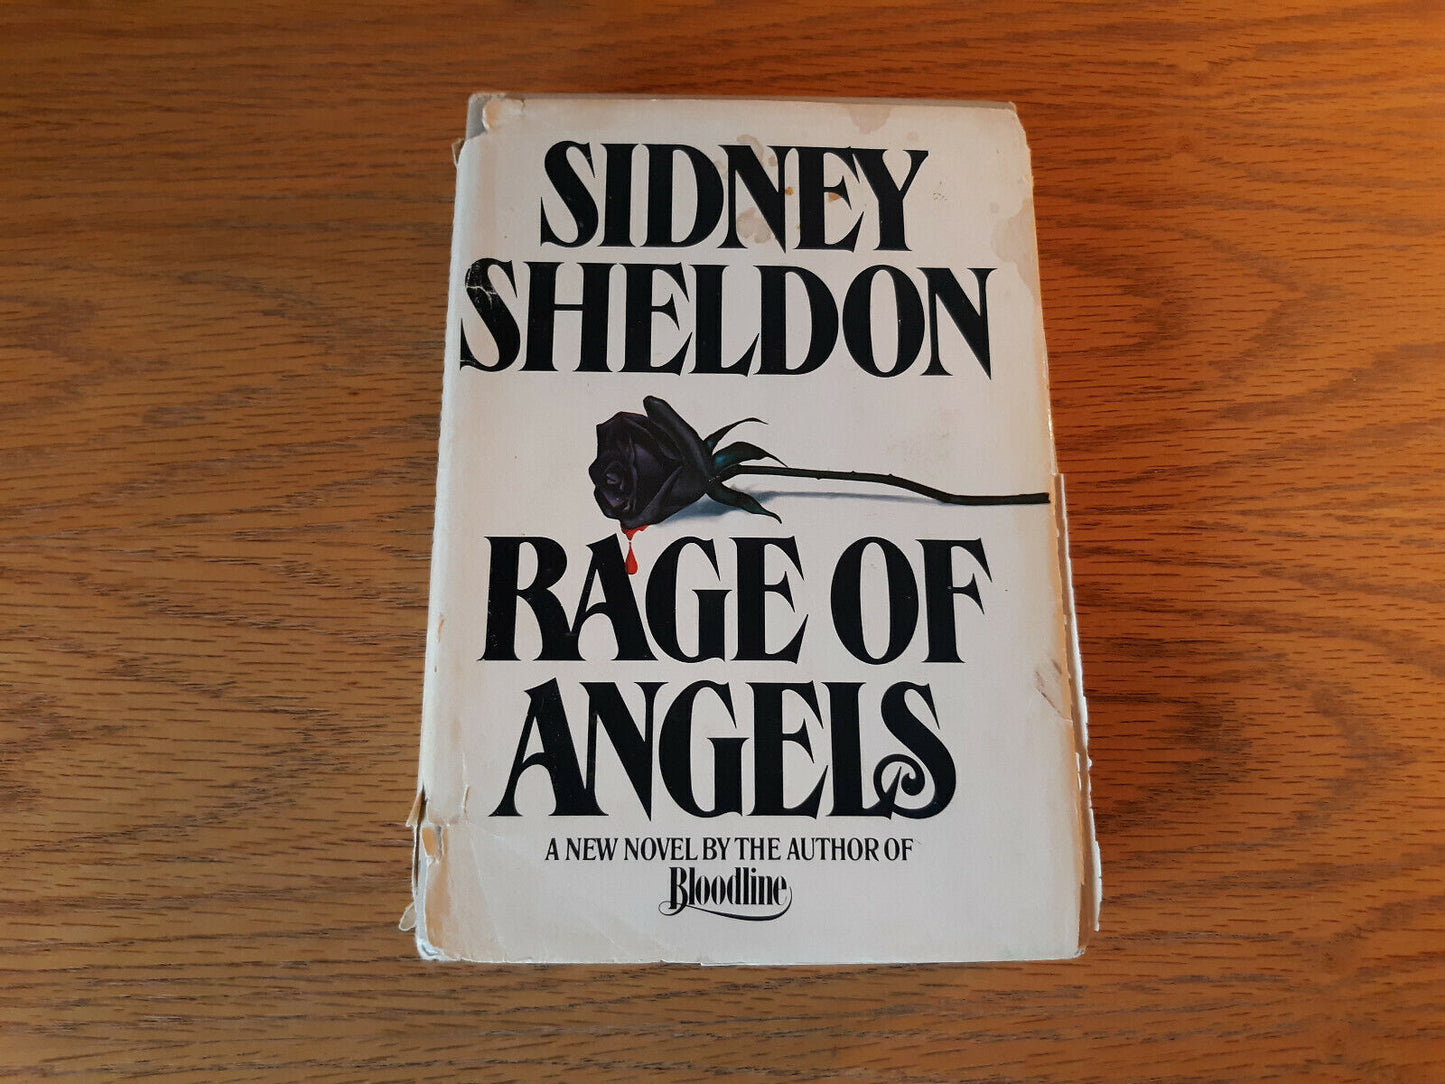 SIDNEY
SHELDON
RAGE OF
ANGELS
A NEW NOVEL BY THE AUTHOR OF
Bloodline